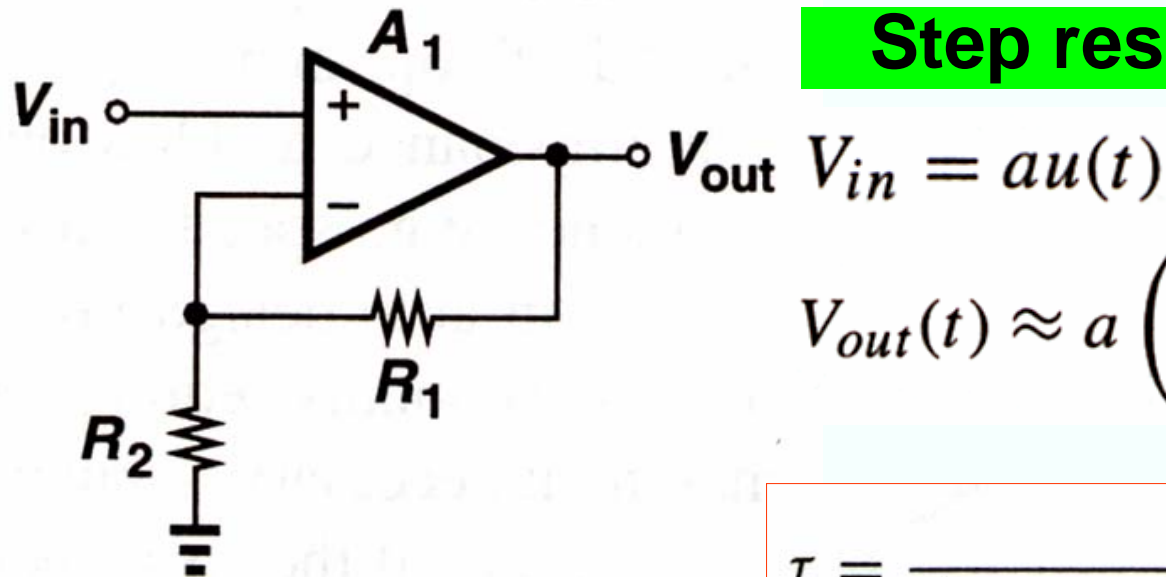 A1
Step res
Vin
+
Vout
Vin = au(t)
−
Vout(t) ≈ a (
R1
R2
τ =